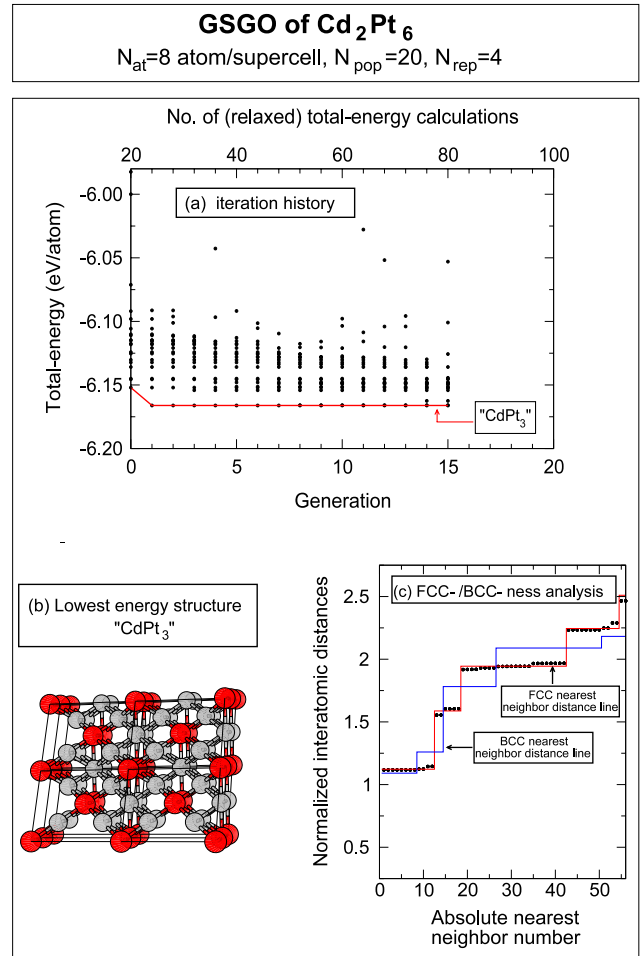 GSGO of Cd2Pt6
Nat=8 atom/supercell, Npop=20, Nrep=4
No. of (relaxed) total-energy calculations
20 40 60 80 100
(a) iteration history
-6.00
-6.05
-6.10
-6.15
-6.20
Total-energy (eV/atom)
"CdPt3"
0 5 10 15 20
Generation
(b) Lowest energy structure
"CdPt3"
(c) FCC- /BCC- ness analysis
2.5
2
1.5
1
0.5
Normalized interatomic distances
FCC nearest
neighbor distance line
BCC nearest
neighbor distance line
0 10 20 30 40 50
Absolute nearest
neighbor number